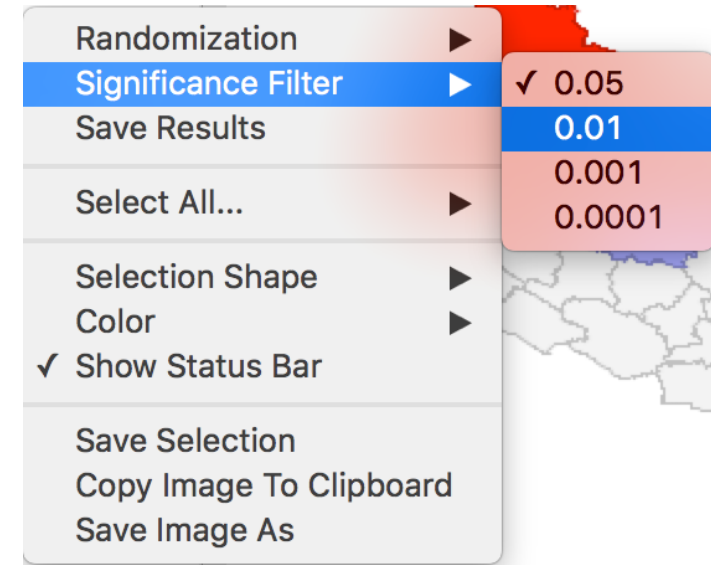 Randomization
Significance Filter
Save Results
Select All...
Selection Shape
Color
✓ Show Status Bar
Save Selection
Copy Image To Clipboard
Save Image As
✓ 0.05
0.01
0.001
0.0001